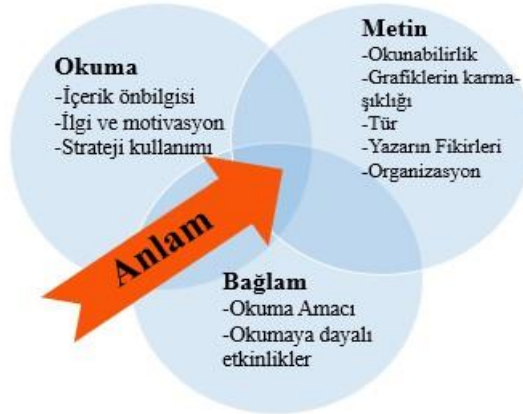 Okuma
-İçerik önbilgisi
-İlgi ve motivasyon
-Strateji kullanımı
Metin
-Okunabilirlik
-Grafiklerin karma-
şıklığı
-Tür
-Yazarın Fikirleri
-Organizasyon
Anlam
Bağlam
-Okuma Amacı
-Okumaya dayalı
etkinlikler